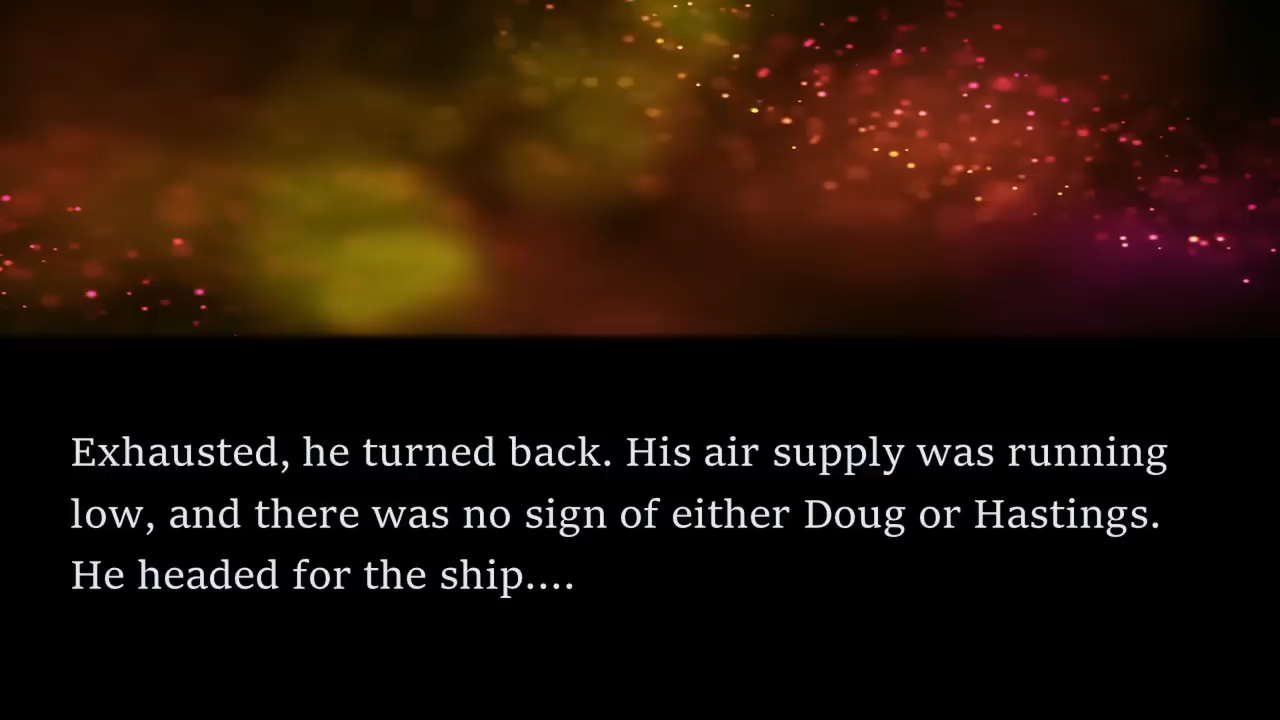 Exhausted, he turned back. His air supply was running
low, and there was no sign of either Doug or Hastings.
He headed for the ship....